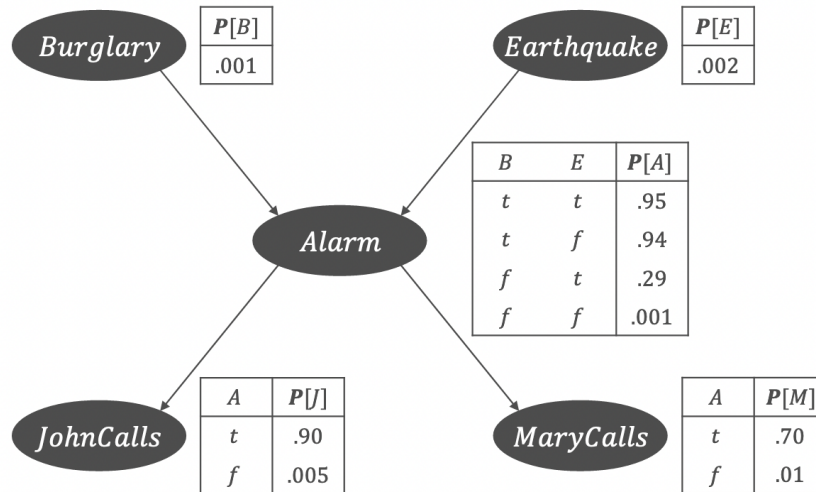 Burglary
P[B]
.001
Earthquake
P[E]
.002
Alarm
B E P[A]
t t .95
t f .94
f t .29
f f .001
JohnCalls
A P[J]
t .90
f .005
MaryCalls
A P[M]
t .70
f .01